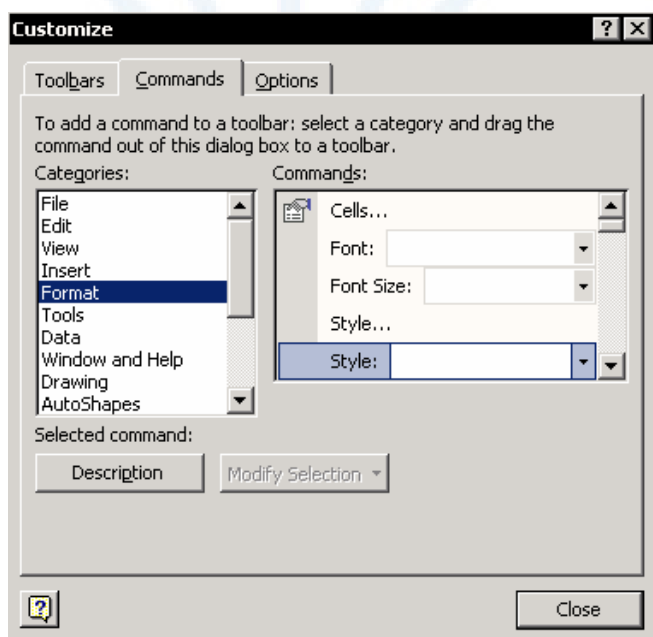 Customize
Toolbars Commands Options
To add a command to a toolbar: select a category and drag the
command out of this dialog box to a toolbar.
Categories: Commands:
File
Edit
View
Insert
Format
Tools
Data
Window and Help
Drawing
AutoShapes
Cells...
Font:
Font Size:
Style...
Style:
Selected command:
Description Modify Selection
Close